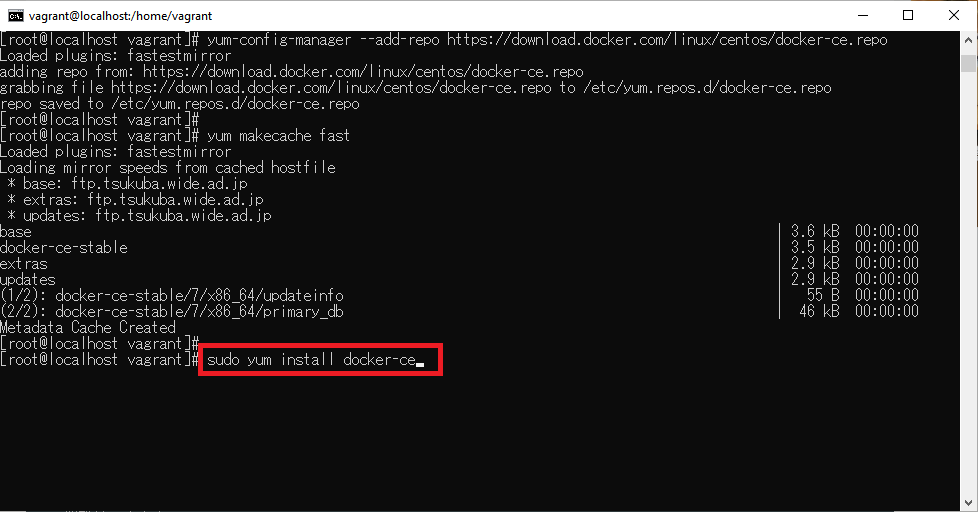 vagrant@localhost:/home/vagrant
[root@localhost vagrant]# yum-config-manager --add-repo https://download.docker.com/linux/centos/docker-ce.repo
Loaded plugins: fastestmirror
adding repo from: https://download.docker.com/linux/centos/docker-ce.repo
grabbing file https://download.docker.com/linux/centos/docker-ce.repo to /etc/yum.repos.d/docker-ce.repo
repo saved to /etc/yum.repos.d/docker-ce.repo
[root@localhost vagrant]#
[root@localhost vagrant]# yum makecache fast
Loaded plugins: fastestmirror
Loading mirror speeds from cached hostfile
 * base: ftp.tsukuba.wide.ad.jp
 * extras: ftp.tsukuba.wide.ad.jp
 * updates: ftp.tsukuba.wide.ad.jp
base | 3.6 kB 00:00:00
docker-ce-stable | 3.5 kB 00:00:00
extras | 2.9 kB 00:00:00
updates | 2.9 kB 00:00:00
(1/2): docker-ce-stable/7/x86_64/updateinfo | 55 B 00:00:00
(2/2): docker-ce-stable/7/x86_64/primary_db | 46 kB 00:00:00
Metadata Cache Created
[root@localhost vagrant]#
[root@localhost vagrant]# sudo yum install docker-ce